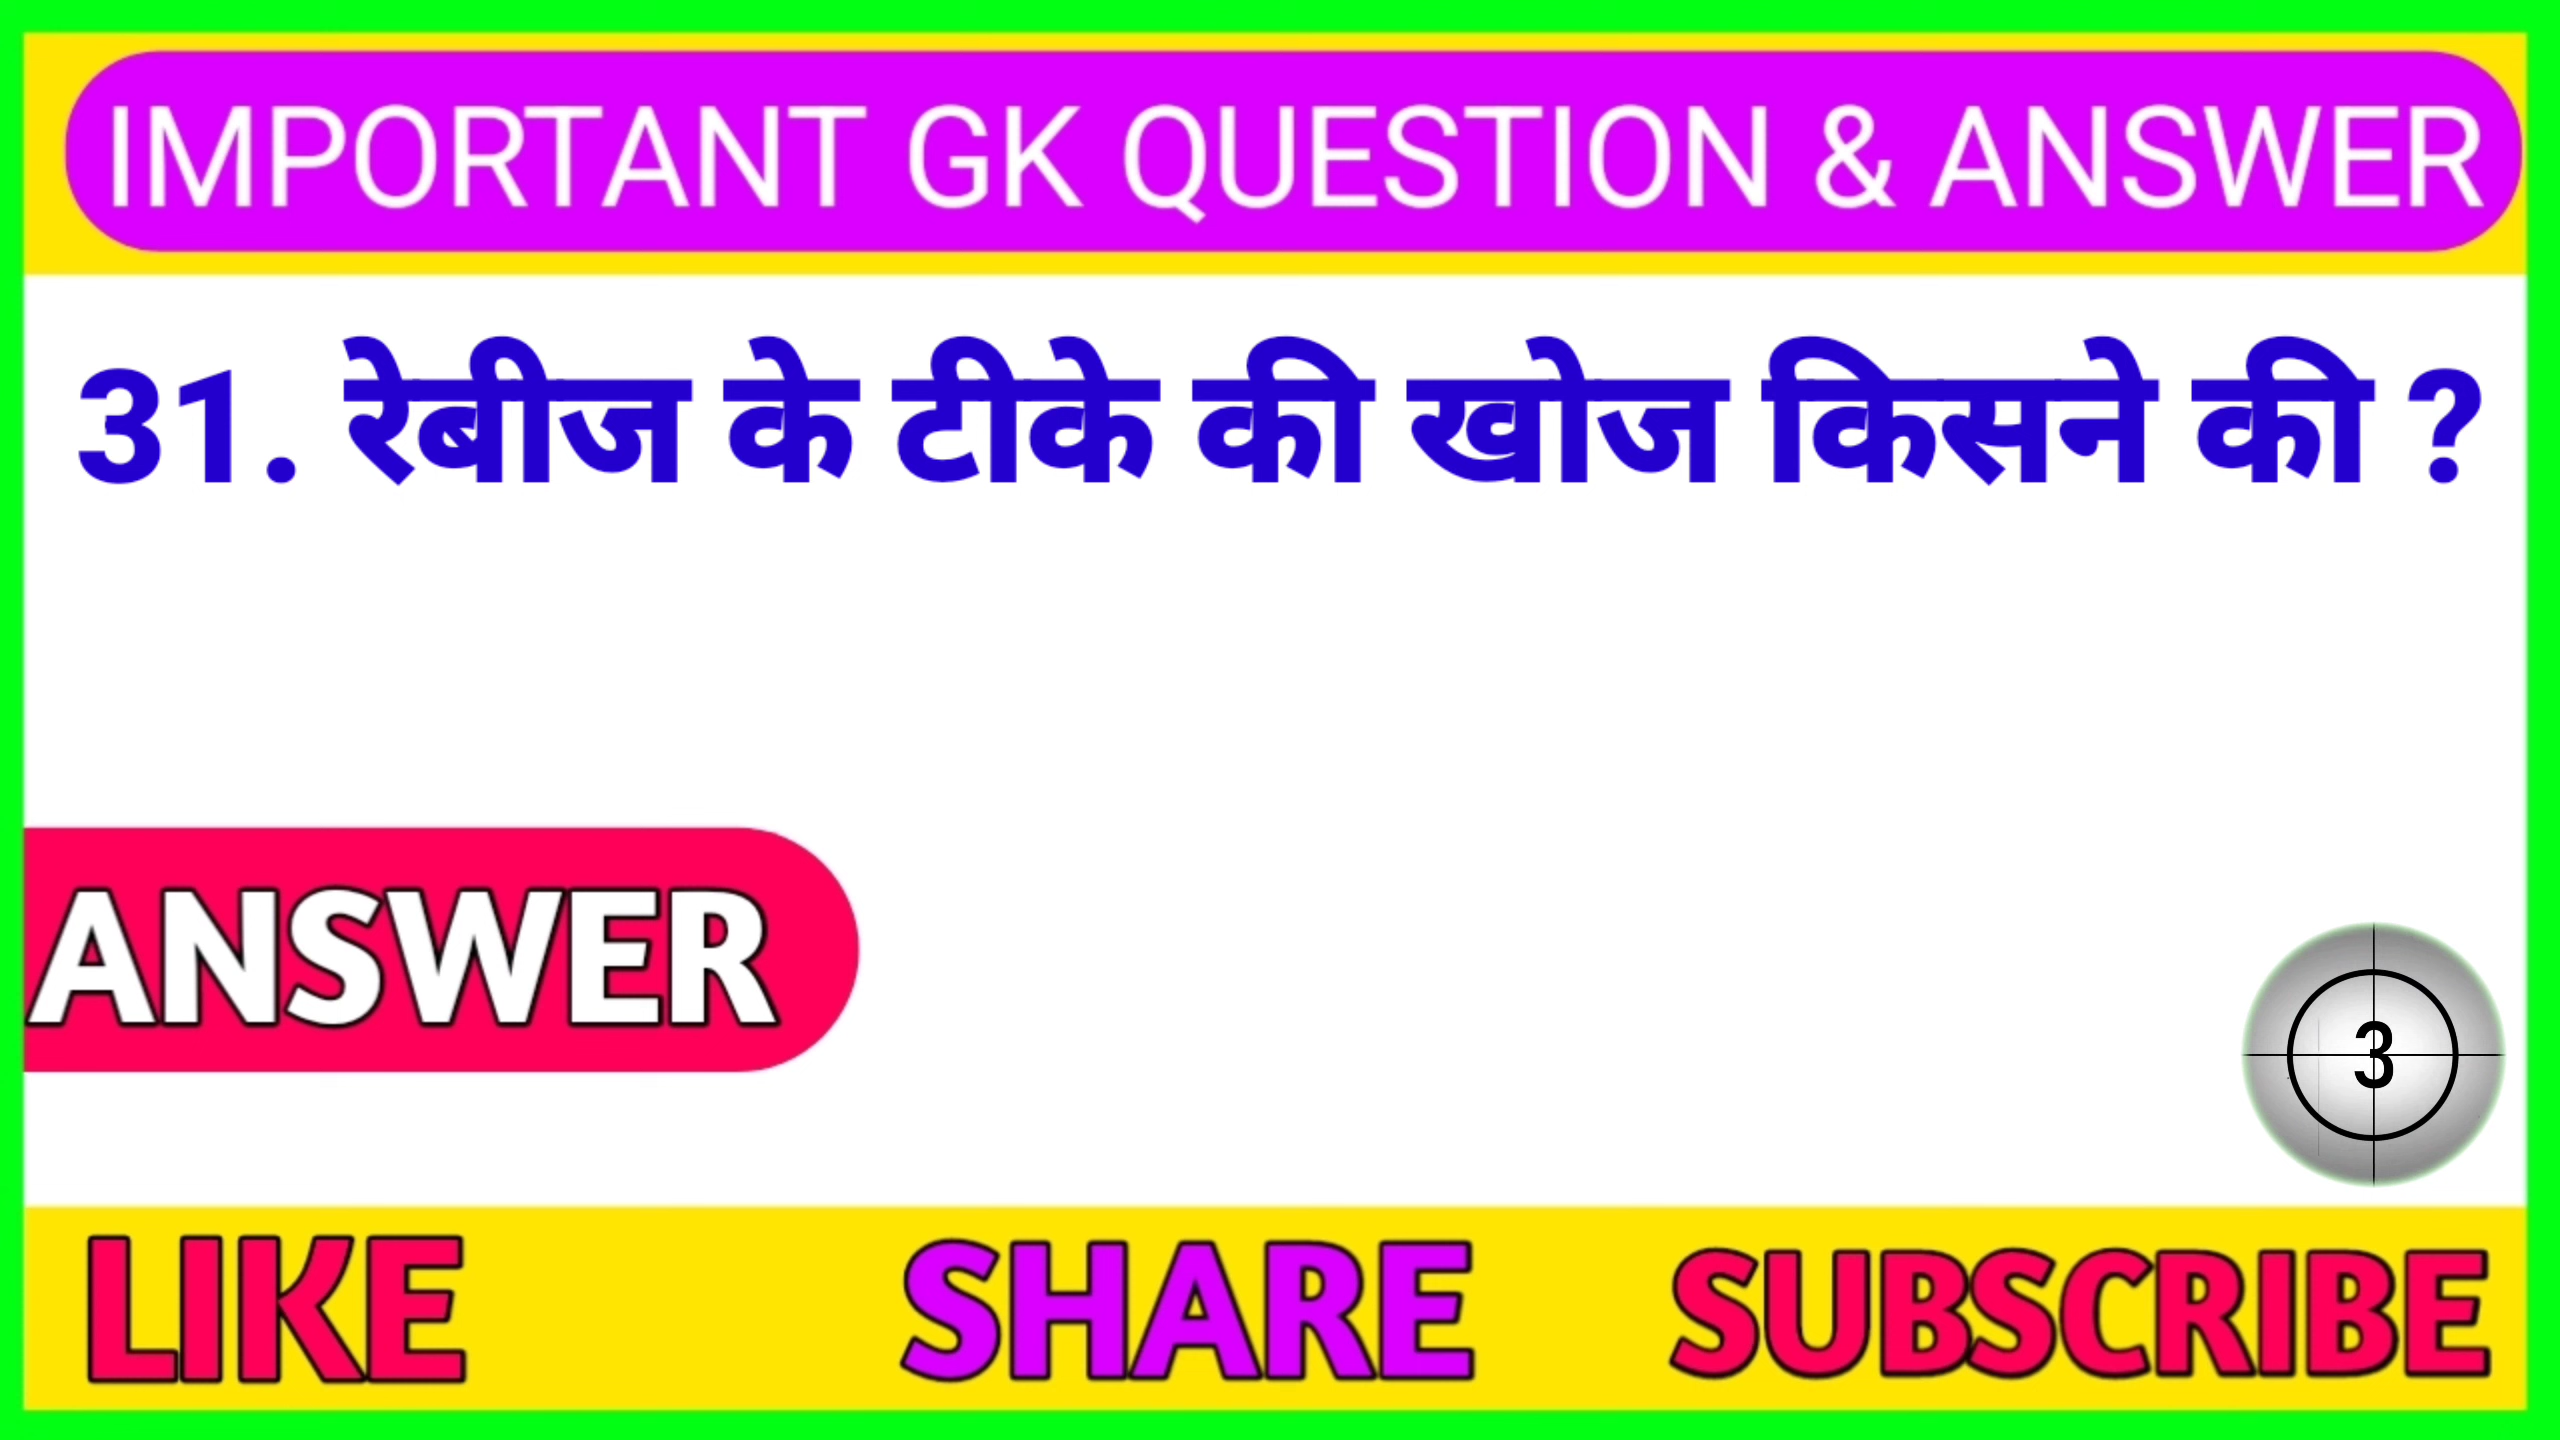 IMPORTANT GK QUESTION & ANSWER
31. रेबीज के टीके की खोज किसने की ?
ANSWER
3
LIKE SHARE SUBSCRIBE